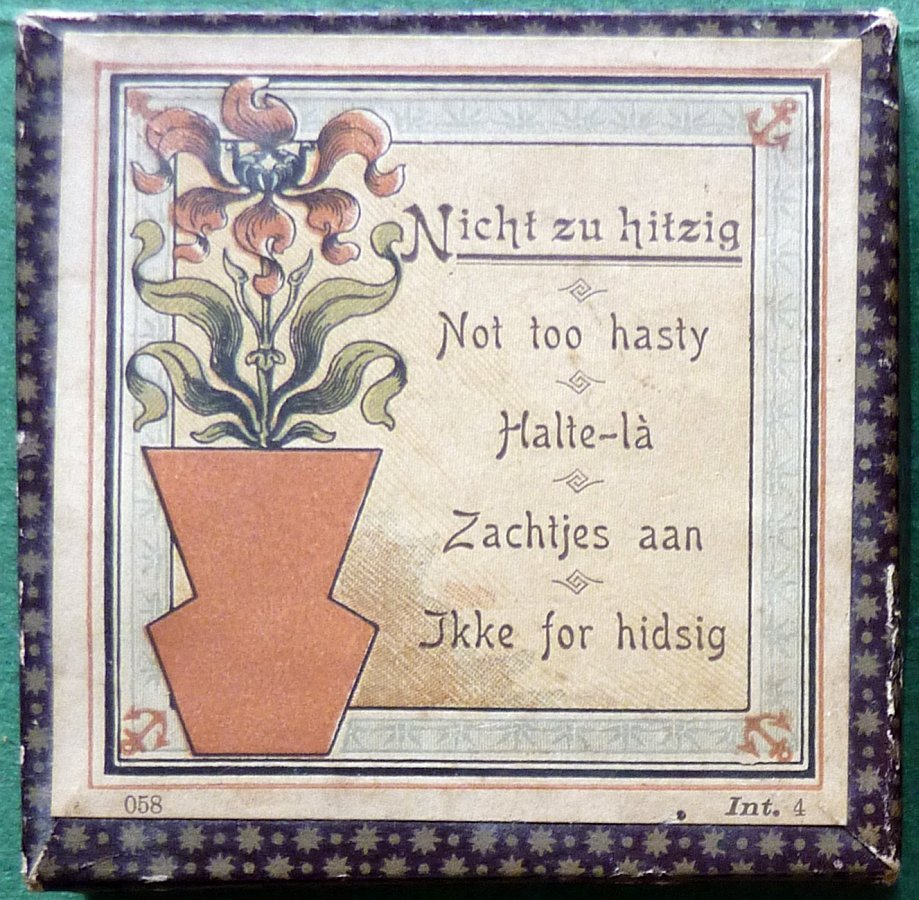 Nicht zu hitzig
Not too hasty
Halte-là
Zachtjes aan
Ikke for hidsig
058
Int. 4